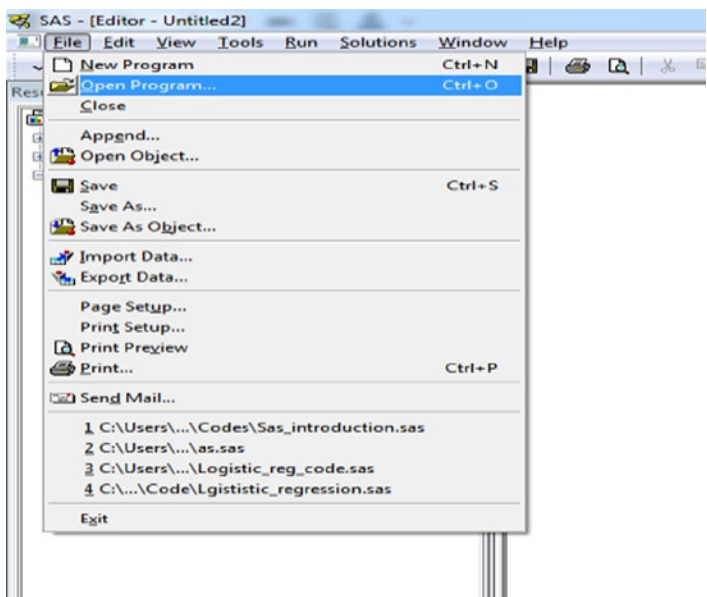 SAS - [Editor - Untitled2]
File Edit View Tools Run Solutions Window Help
New Program Ctrl+N
Open Program... Ctrl+O
Close
Append...
Open Object...
Save Ctrl+S
Save As...
Save As Object...
Import Data...
Export Data...
Page Setup...
Print Setup...
Print Preview
Print... Ctrl+P
Send Mail...
1 C:\Users\...\Codes\Sas_introduction.sas
2 C:\Users\...\as.sas
3 C:\Users\...\Logistic_reg_code.sas
4 C:\...\Code\Lgististic_regression.sas
Exit